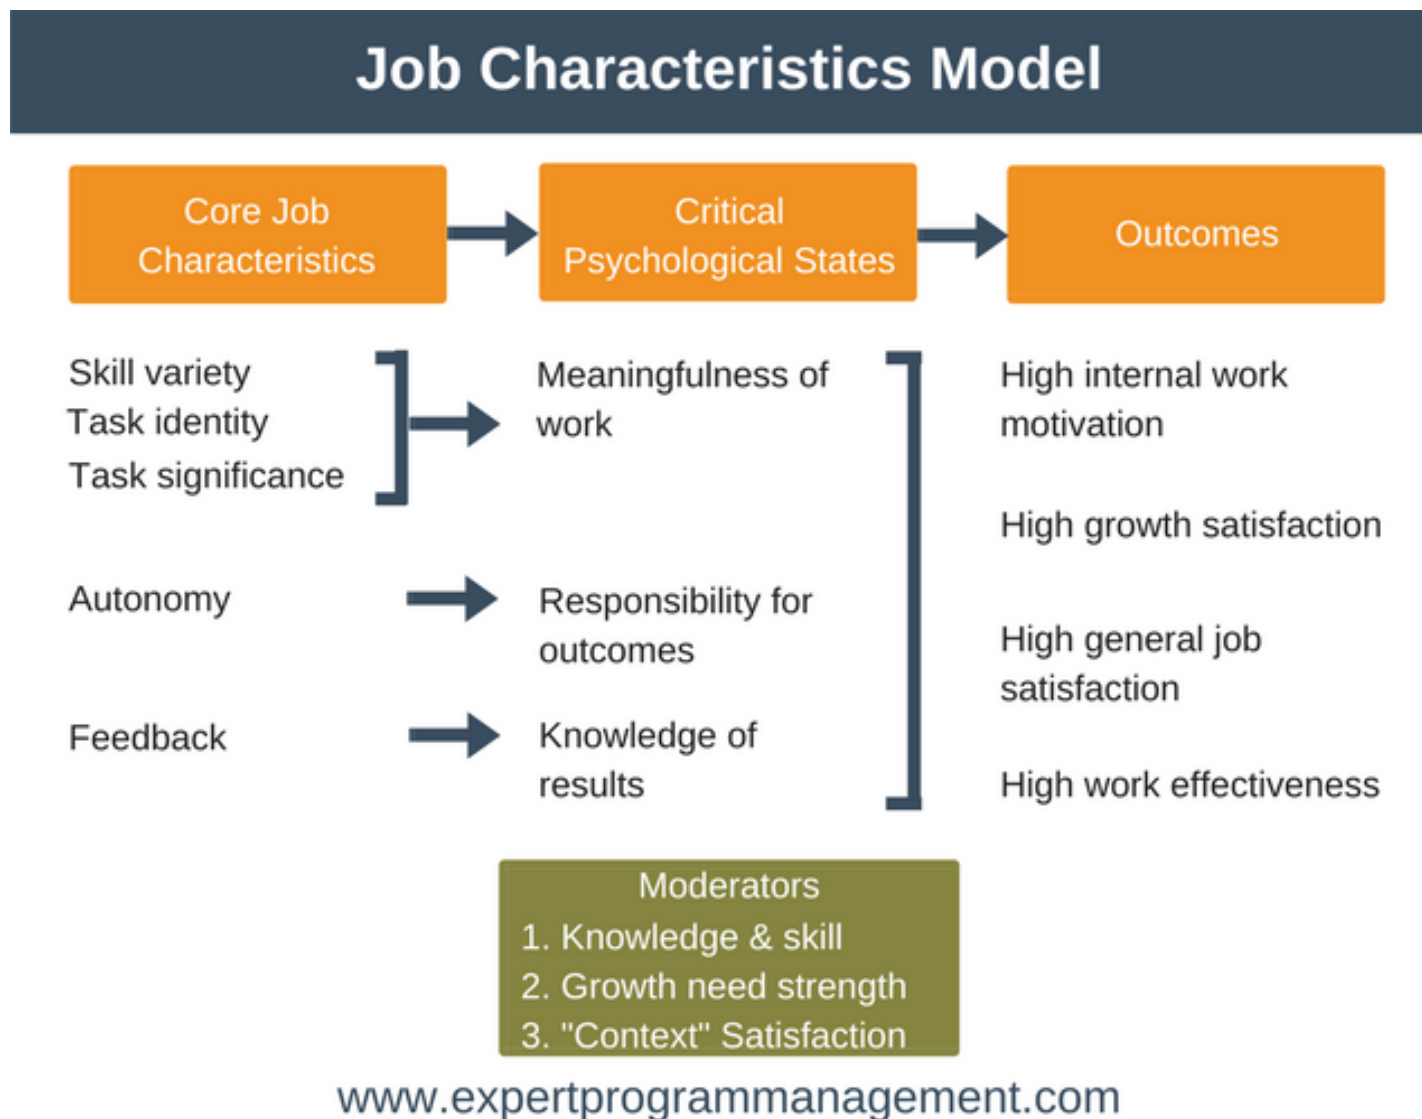 Job Characteristics Model
Core Job
Characteristics
Critical
Psychological States
Outcomes
Skill variety
Task identity
Task significance
Meaningfulness of
work
High internal work
motivation
High growth satisfaction
Autonomy
Responsibility for
outcomes
High general job
satisfaction
Feedback
Knowledge of
results
High work effectiveness
Moderators
1. Knowledge & skill
2. Growth need strength
3. "Context" Satisfaction
www.expertprogrammanagement.com